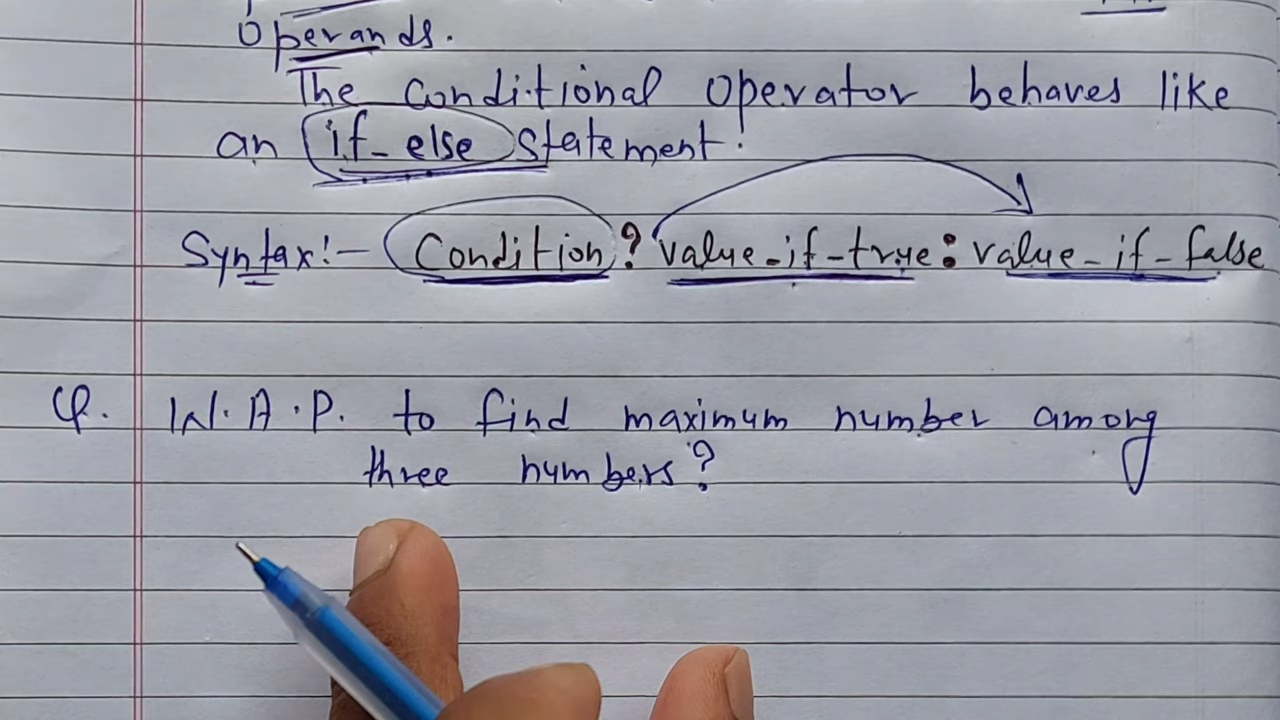 Operands.
The conditional operator behaves like
an if-else statement.
Syntax:- Condition ? value-if-true : value-if-false
Q. W.A.P. to find maximum number among
three numbers?